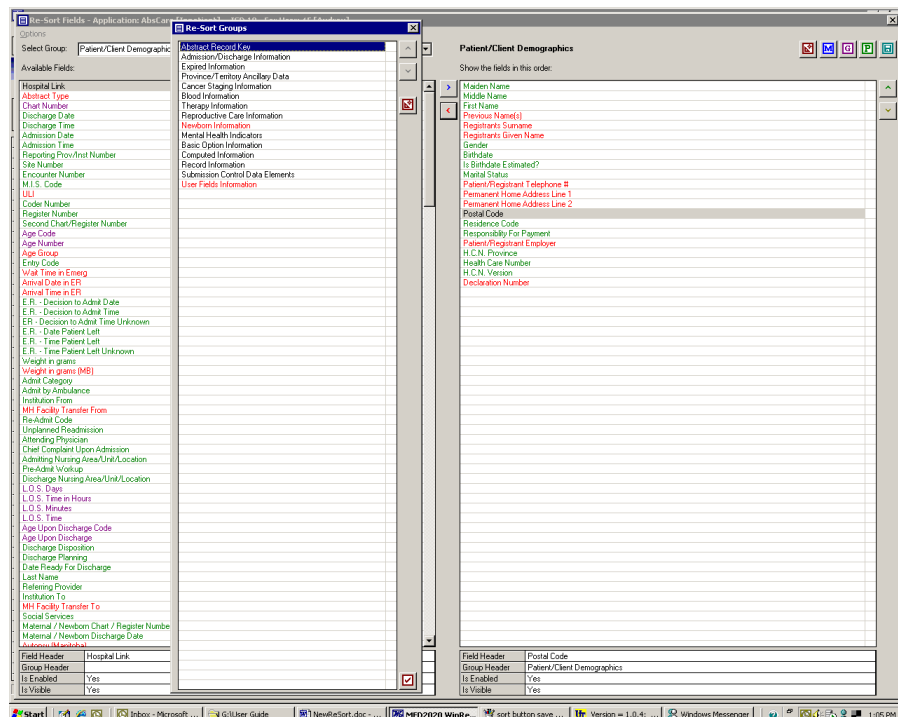 Re-Sort Fields - Application: AbsCare
Re-Sort Groups
Options
Select Group: Patient/Client Demographic
Available Fields:
Hospital Link
Abstract Type
Chart Number
Discharge Date
Discharge Time
Admission Date
Admission Time
Reporting Prov/Inst Number
Site Number
Encounter Number
M.I.S. Code
ULI
Coder Number
Register Number
Second Chart/Register Number
Age Code
Age Number
Age Group
Entry Code
Wait Time in Emerg
Arrival Date in ER
Arrival Time in ER
E.R. - Decision to Admit Date
E.R. - Decision to Admit Time
ER - Decision to Admit Time Unknown
E.R. - Date Patient Left
E.R. - Time Patient Left
E.R. - Time Patient Left Unknown
Weight in grams
Weight in grams (MB)
Admit Category
Admit by Ambulance
Institution From
MH Facility Transfer From
Re-Admit Code
Unplanned Readmission
Attending Physician
Chief Complaint Upon Admission
Admitting Nursing Area/Unit/Location
Pre-Admit Workup
Discharge Nursing Area/Unit/Location
L.O.S. Days
L.O.S. Time in Hours
L.O.S. Minutes
L.O.S. Time
Age Upon Discharge Code
Age Upon Discharge
Discharge Disposition
Discharge Planning
Date Ready For Discharge
Last Name
Referring Provider
Institution To
MH Facility Transfer To
Social Services
Maternal / Newborn Chart / Register Numbe
Maternal / Newborn Discharge Date
Autopsy (Manitoba)
Field Header Hospital Link
Group Header
Is Enabled Yes
Is Visible Yes
Abstract Record Key
Admission/Discharge Information
Expired Information
Province/Territory Ancillary Data
Cancer Staging Information
Blood Information
Therapy Information
Reproductive Care Information
Newborn Information
Mental Health Indicators
Basic Option Information
Computed Information
Record Information
Submission Control Data Elements
User Fields Information
Patient/Client Demographics
M G P H
Show the fields in this order:
Maiden Name
Middle Name
First Name
Previous Name(s)
Registrants Surname
Registrants Given Name
Gender
Birthdate
Is Birthdate Estimated?
Marital Status
Patient/Registrant Telephone #
Permanent Home Address Line 1
Permanent Home Address Line 2
Postal Code
Residence Code
Responsiblity For Payment
Patient/Registrant Employer
H.C.N. Province
Health Care Number
H.C.N. Version
Declaration Number
Field Header Postal Code
Group Header Patient/Client Demographics
Is Enabled Yes
Is Visible Yes
Start Inbox - Microsoft ... G:\User Guide NewReSort.doc - ... MED2020 WinRe... sort button save ... Version = 1.0.4: ... Windows Messenger 1:05 PM